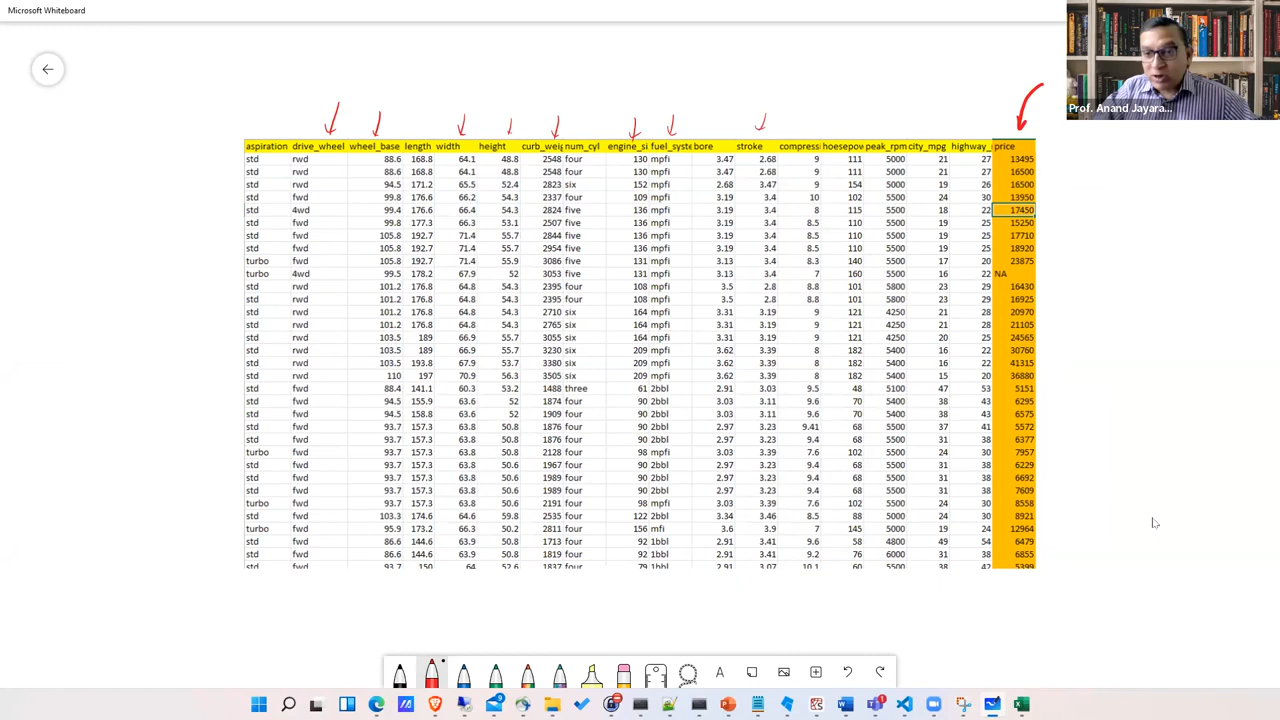 Microsoft Whiteboard
Prof. Anand Jayara...
aspiration drive_wheel wheel_base length width height curb_weig num_cyl engine_si fuel_syste bore stroke compress hoesepow peak_rpm city_mpg highway_ price
std rwd 88.6 168.8 64.1 48.8 2548 four 130 mpfi 3.47 2.68 9 111 5000 21 27 13495
std rwd 88.6 168.8 64.1 48.8 2548 four 130 mpfi 3.47 2.68 9 111 5000 21 27 16500
std rwd 94.5 171.2 65.5 52.4 2823 six 152 mpfi 2.68 3.47 9 154 5000 19 26 16500
std rwd 99.8 176.6 66.2 54.3 2337 four 109 mpfi 3.19 3.4 10 102 5500 24 30 13950
std 4wd 99.4 176.6 66.4 54.3 2824 five 136 mpfi 3.19 3.4 8 115 5500 18 22 17450
std rwd 99.8 177.3 66.3 53.1 2507 five 136 mpfi 3.19 3.4 8.5 110 5500 19 25 15250
std fwd 105.8 192.7 71.4 55.7 2844 five 136 mpfi 3.19 3.4 8.5 110 5500 19 25 17710
std fwd 105.8 192.7 71.4 55.7 2954 five 136 mpfi 3.19 3.4 8.5 110 5500 19 25 18920
turbo fwd 105.8 192.7 71.4 55.9 3086 five 131 mpfi 3.13 3.4 8.3 140 5500 17 20 23875
turbo 4wd 99.5 178.2 67.9 52 3053 five 131 mpfi 3.13 3.4 7 160 5500 16 22 NA
std rwd 101.2 176.8 64.8 54.3 2395 four 108 mpfi 3.5 2.8 8.8 101 5800 23 29 16430
std rwd 101.2 176.8 64.8 54.3 2395 four 108 mpfi 3.5 2.8 8.8 101 5800 23 29 16925
std rwd 101.2 176.8 64.8 54.3 2710 six 164 mpfi 3.31 3.19 9 121 4250 21 28 20970
std rwd 101.2 176.8 64.8 54.3 2765 six 164 mpfi 3.31 3.19 9 121 4250 21 28 21105
std rwd 103.5 189 66.9 55.7 3055 six 164 mpfi 3.31 3.19 9 121 4250 20 25 24565
std rwd 103.5 189 66.9 55.7 3230 six 209 mpfi 3.62 3.39 8 182 5400 16 22 30760
std rwd 103.5 193.8 67.9 53.7 3380 six 209 mpfi 3.62 3.39 8 182 5400 16 22 41315
std rwd 110 197 70.9 56.3 3505 six 209 mpfi 3.62 3.39 8 182 5400 15 20 36880
std fwd 88.4 141.1 60.3 53.2 1488 three 61 2bbl 2.91 3.03 9.5 48 5100 47 53 5151
std fwd 94.5 155.9 63.6 52 1874 four 90 2bbl 3.03 3.11 9.6 70 5400 38 43 6295
std fwd 94.5 158.8 63.6 52 1909 four 90 2bbl 3.03 3.11 9.6 70 5400 38 43 6575
std fwd 93.7 157.3 63.8 50.8 1876 four 90 2bbl 2.97 3.23 9.41 68 5500 37 41 5572
std fwd 93.7 157.3 63.8 50.8 1876 four 90 2bbl 2.97 3.23 9.4 68 5500 31 38 6377
turbo fwd 93.7 157.3 63.8 50.8 2128 four 98 mpfi 3.03 3.39 7.6 102 5500 24 30 7957
std fwd 93.7 157.3 63.8 50.6 1967 four 90 2bbl 2.97 3.23 9.4 68 5500 31 38 6229
std fwd 93.7 157.3 63.8 50.6 1989 four 90 2bbl 2.97 3.23 9.4 68 5500 31 38 6692
std fwd 93.7 157.3 63.8 50.6 1989 four 90 2bbl 2.97 3.23 9.4 68 5500 31 38 7609
turbo fwd 93.7 157.3 63.8 50.6 2191 four 98 mpfi 3.03 3.39 7.6 102 5500 24 30 8558
std fwd 103.3 174.6 64.6 59.8 2535 four 122 2bbl 3.34 3.46 8.5 88 5000 24 30 8921
turbo fwd 95.9 173.2 66.3 50.2 2811 four 156 mfi 3.6 3.9 7 145 5000 19 24 12964
std fwd 86.6 144.6 63.9 50.8 1713 four 92 1bbl 2.91 3.41 9.6 58 4800 49 54 6479
std fwd 86.6 144.6 63.9 50.8 1819 four 92 1bbl 2.91 3.41 9.2 76 6000 31 38 6855
std fwd 93.7 150 64 52.6 1837 four 79 1bbl 2.91 3.07 10.1 60 5500 38 42 5399
A